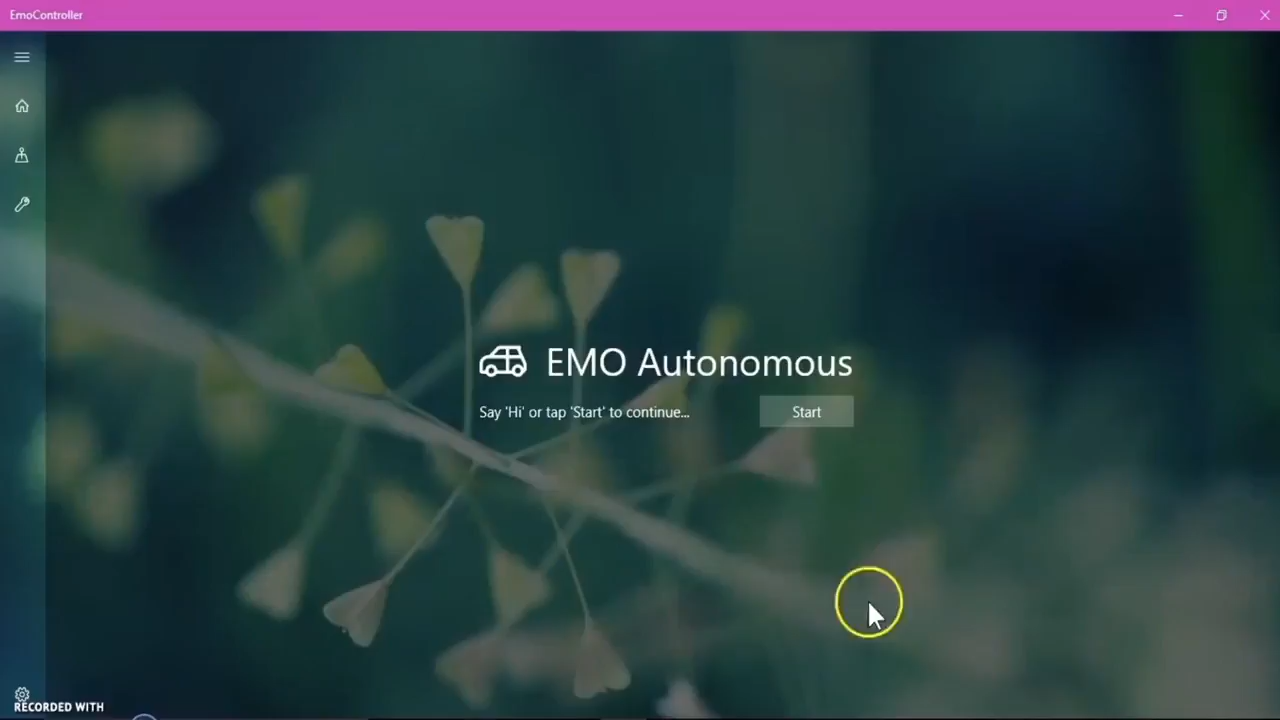 EmoController
EMO Autonomous
Say 'Hi' or tap 'Start' to continue...
Start
RECORDED WITH